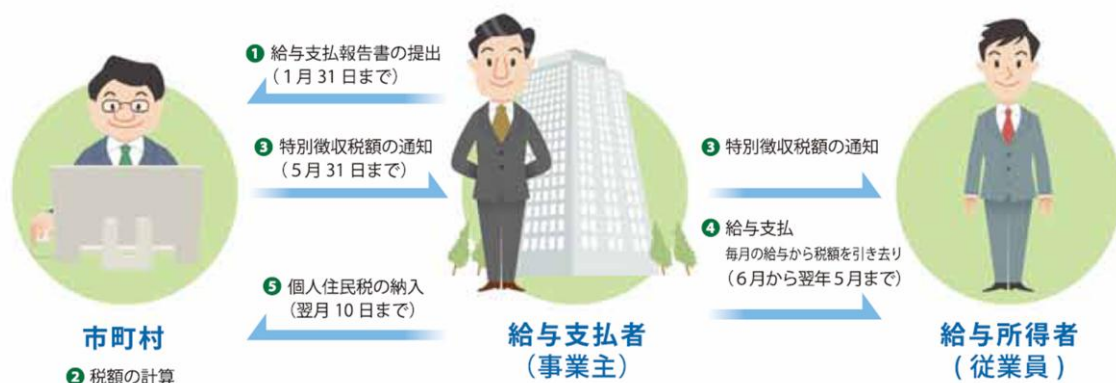 ❶ 給与支払報告書の提出
（1月31日まで）
❸ 特別徴収税額の通知
（5月31日まで）
❸ 特別徴収税額の通知
❹ 給与支払
毎月の給与から税額を引き去り
（6月から翌年5月まで）
❺ 個人住民税の納入
（翌月10日まで）
市町村
❷ 税額の計算
給与支払者
（事業主）
給与所得者
（従業員）